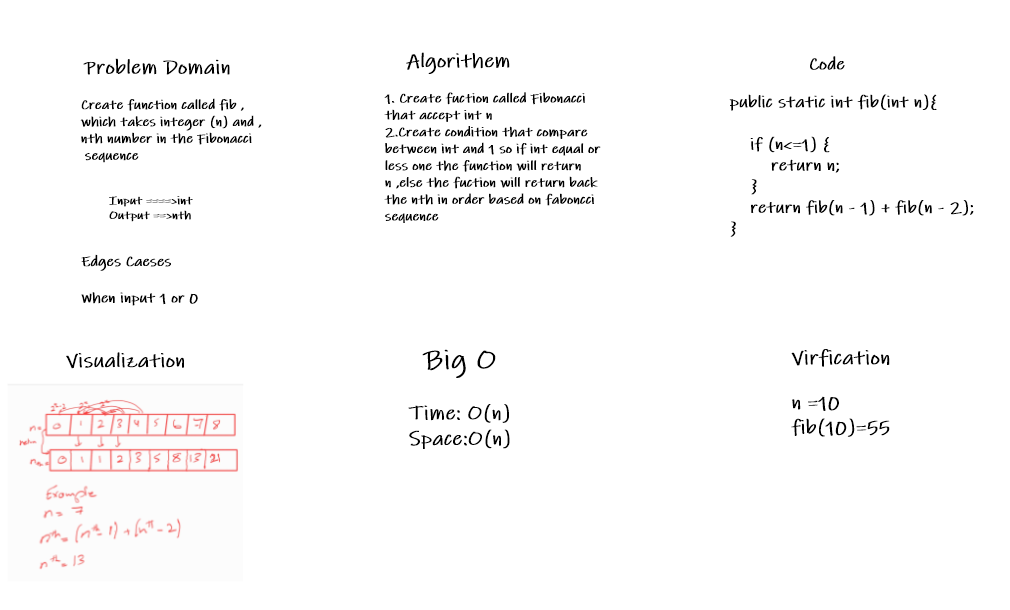 Problem Domain
Create function called fib ,
which takes integer (n) and ,
nth number in the Fibonacci
sequence
Input ====>int
Output ==>nth
Edges Caeses
When input 1 or 0
Algorithem
1. Create fuction called Fibonacci
that accept int n
2.Create condition that compare
between int and 1 so if int equal or
less one the function will return
n ,else the fuction will return back
the nth in order based on faboncci
sequence
Code
public static int fib(int n){
if (n<=1) {
return n;
}
return fib(n - 1) + fib(n - 2);
}
Visualization
0 1 2 3 4 5 6 7 8
0 1 1 2 3 5 8 13 21
Example
n= 7
nth= (nth-1) + (nth-2)
nth= 13
Big O
Time: O(n)
Space:O(n)
Virfication
n =10
fib(10)=55